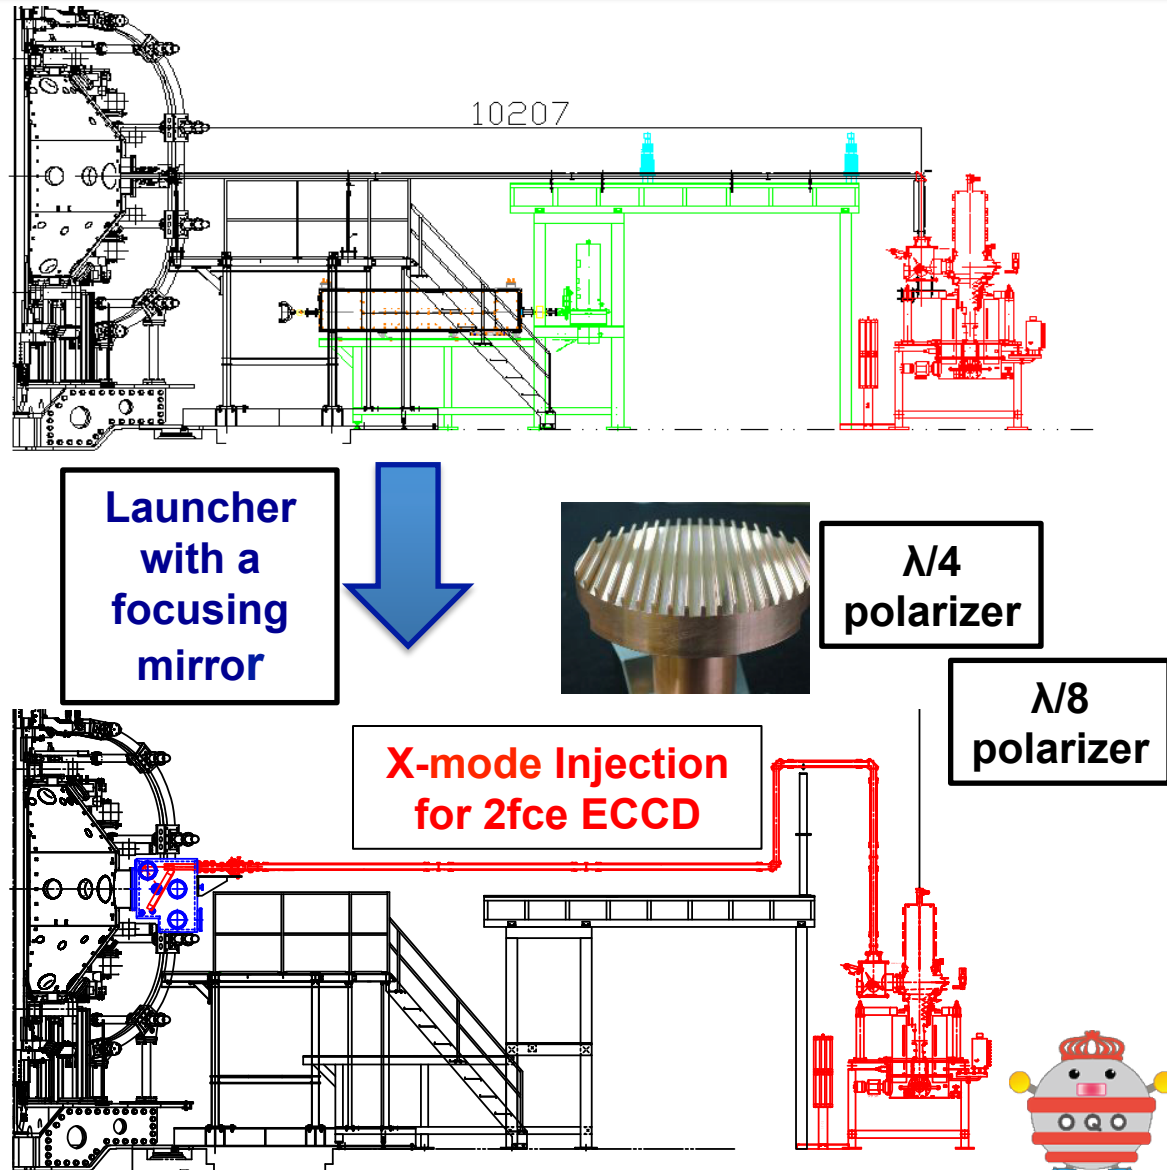 10207
Launcher
with a
focusing
mirror
λ/4
polarizer
λ/8
polarizer
X-mode Injection
for 2fce ECCD
O Q O